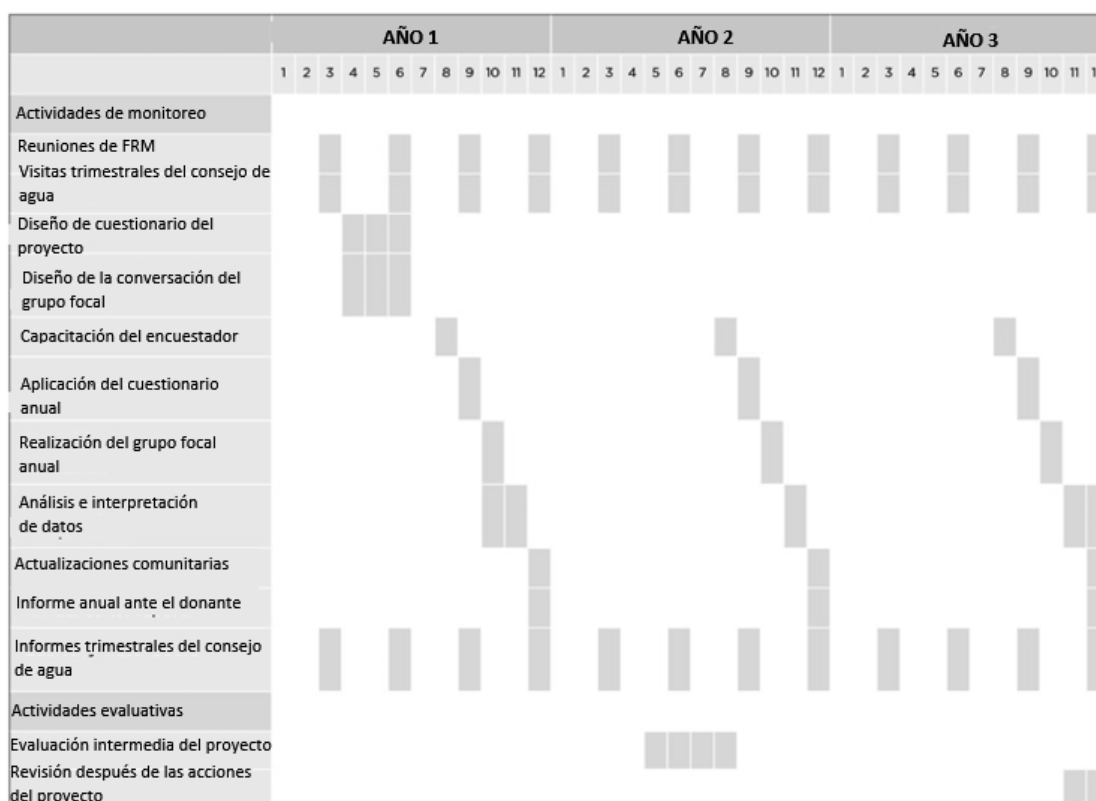 AÑO 1 AÑO 2 AÑO 3
1 2 3 4 5 6 7 8 9 10 11 12 1 2 3 4 5 6 7 8 9 10 11 12 1 2 3 4 5 6 7 8 9 10 11 1
Actividades de monitoreo
Reuniones de FRM
Visitas trimestrales del consejo de
agua
Diseño de cuestionario del
proyecto
Diseño de la conversación del
grupo focal
Capacitación del encuestador
Aplicación del cuestionario
anual
Realización del grupo focal
anual
Análisis e interpretación
de datos
Actualizaciones comunitarias
Informe anual ante el donante
Informes trimestrales del consejo
de agua
Actividades evaluativas
Evaluación intermedia del proyecto
Revisión después de las acciones
del proyecto